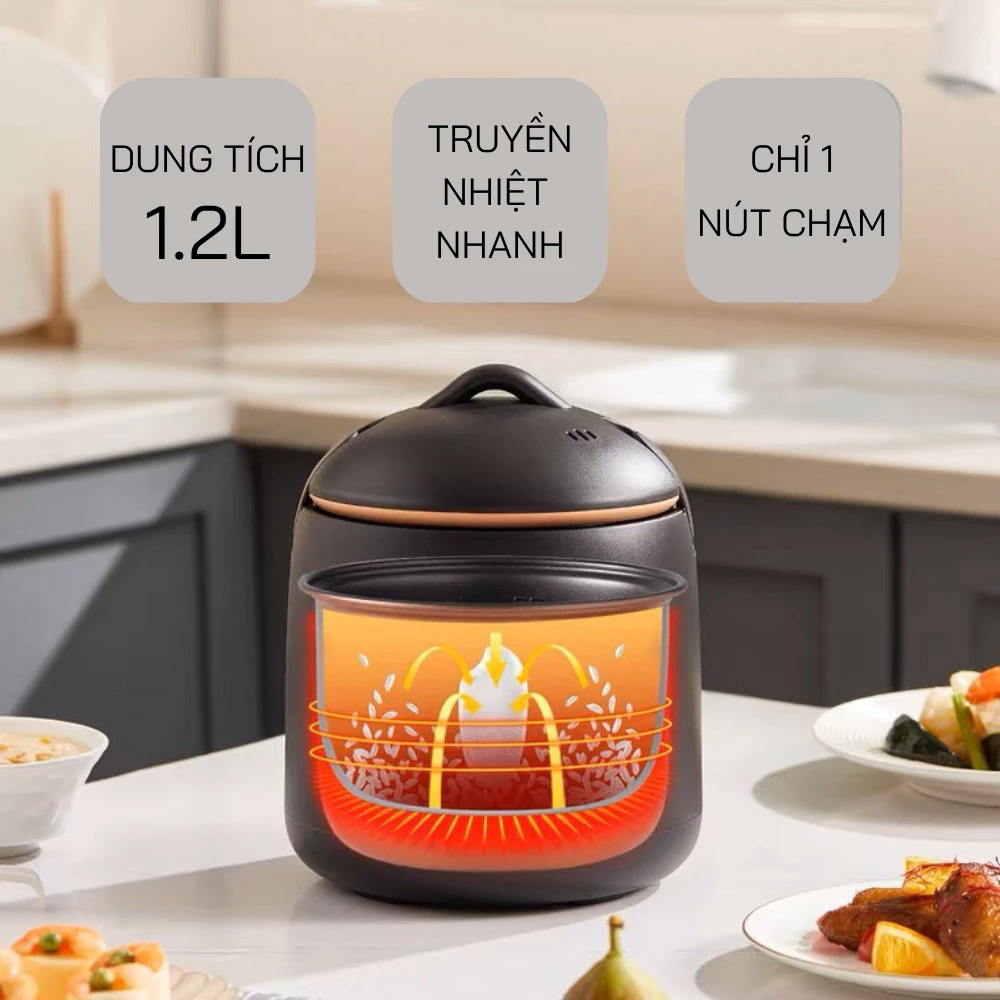 DUNG TÍCH
1.2L
TRUYỀN
NHIỆT
NHANH
CHỈ 1
NÚT CHẠM